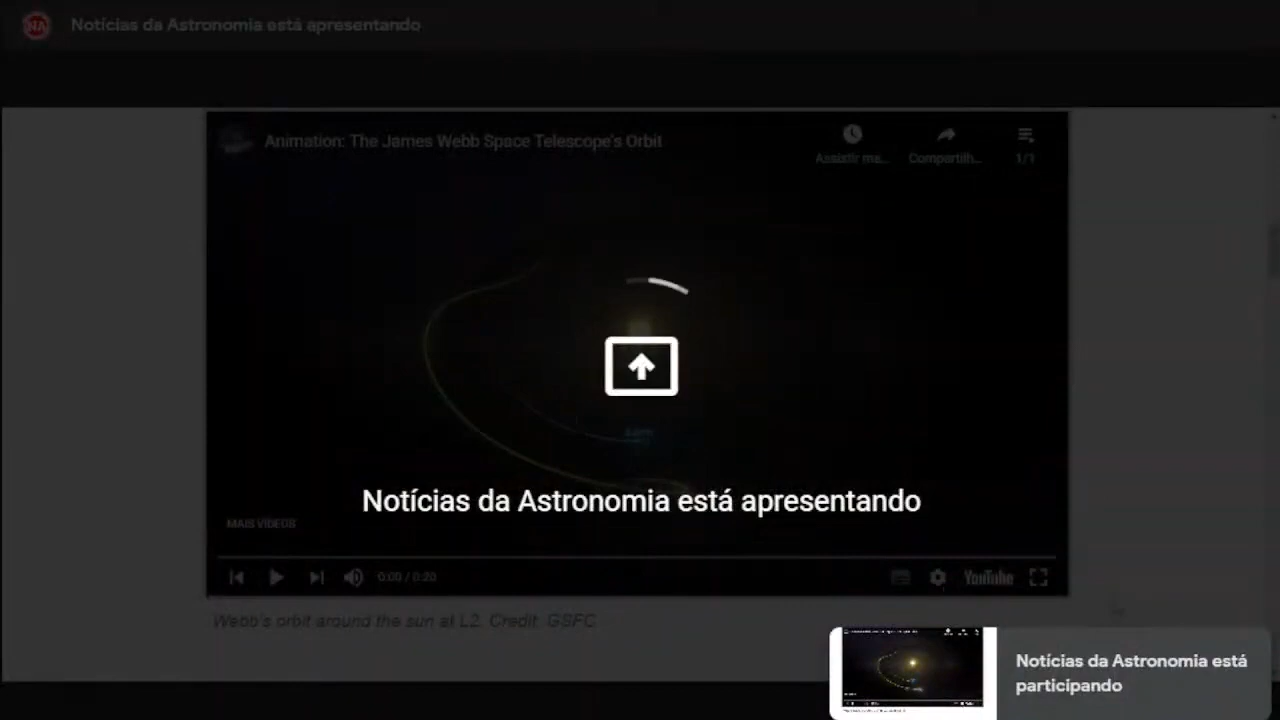 NA
Notícias da Astronomia está apresentando
Animation: The James Webb Space Telescope's Orbit
Assistir ma...
Compartilh...
1/1
Notícias da Astronomia está apresentando
MAIS VÍDEOS
0:00 / 0:20
YouTube
Webb's orbit around the sun at L2. Credit: GSFC
Notícias da Astronomia está
participando